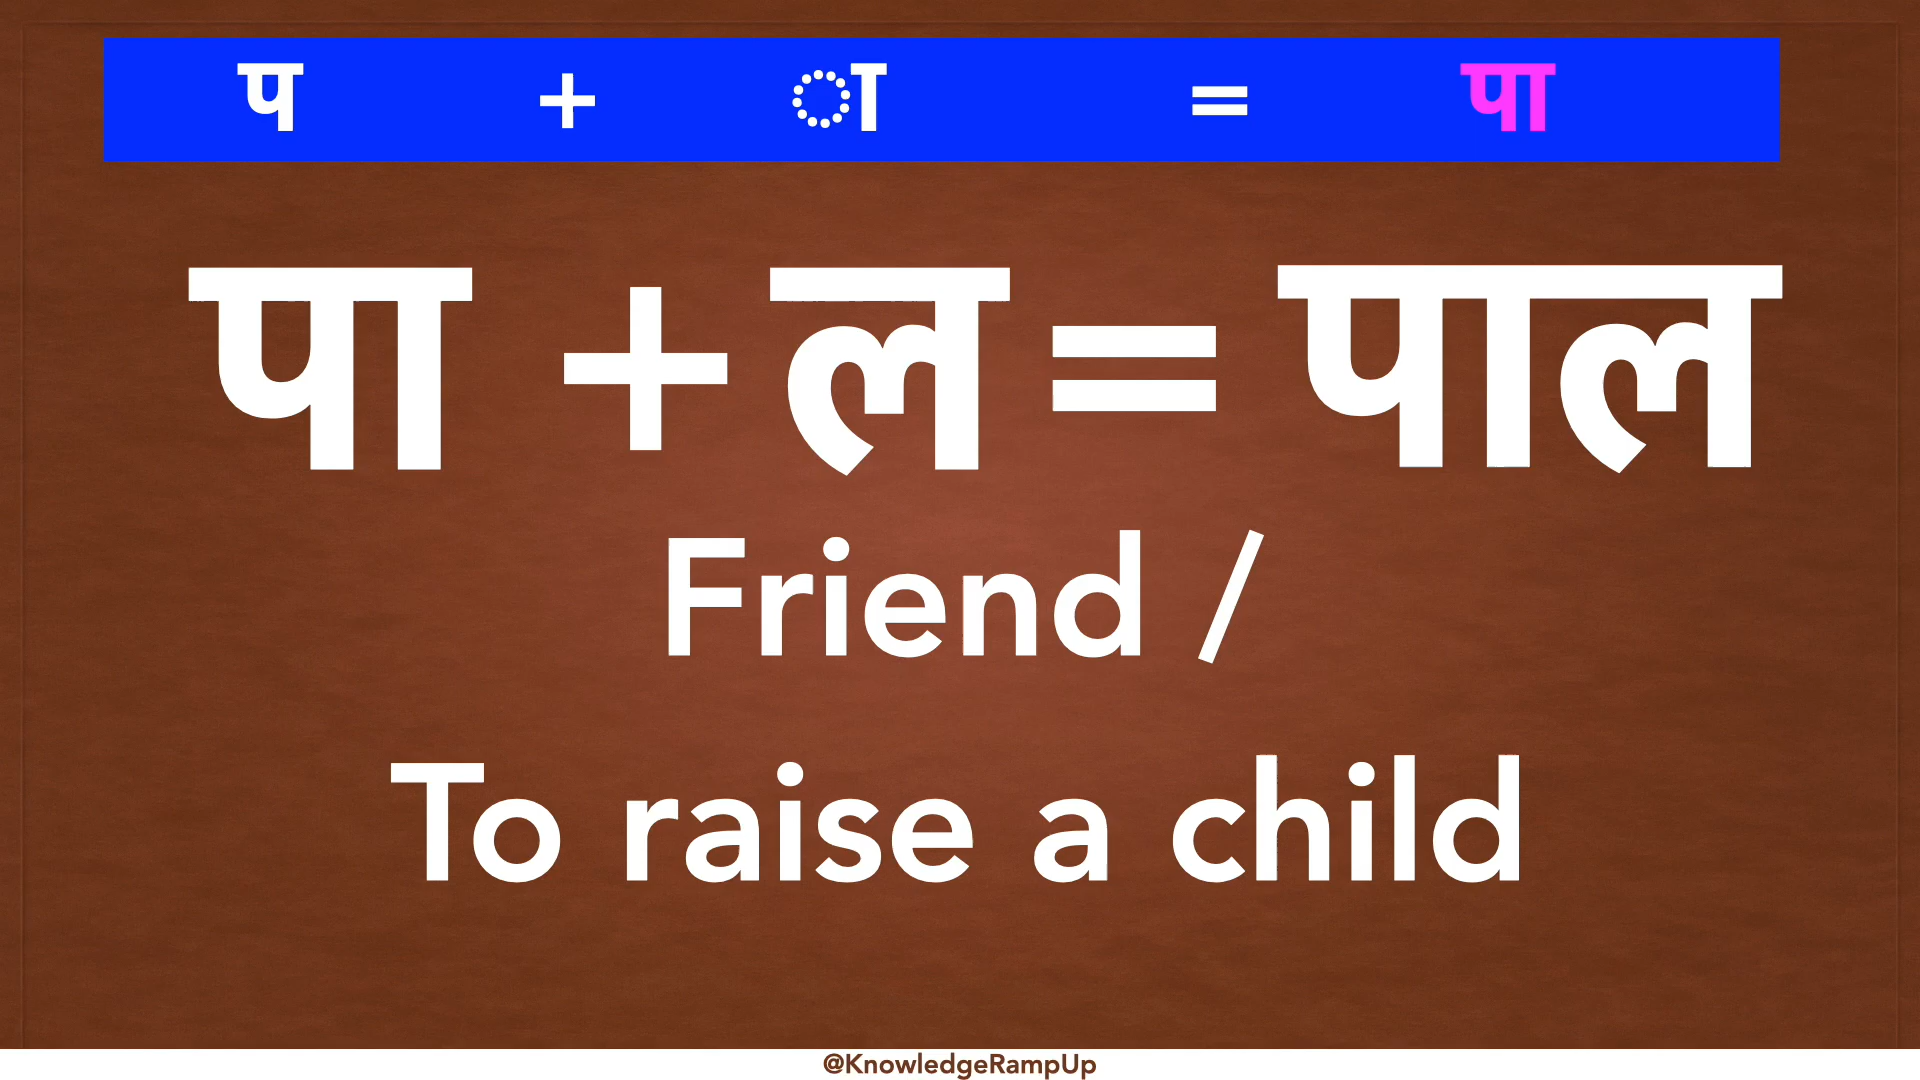 प + ा = पा
पा + ल = पाल
Friend /
To raise a child
@KnowledgeRampUp